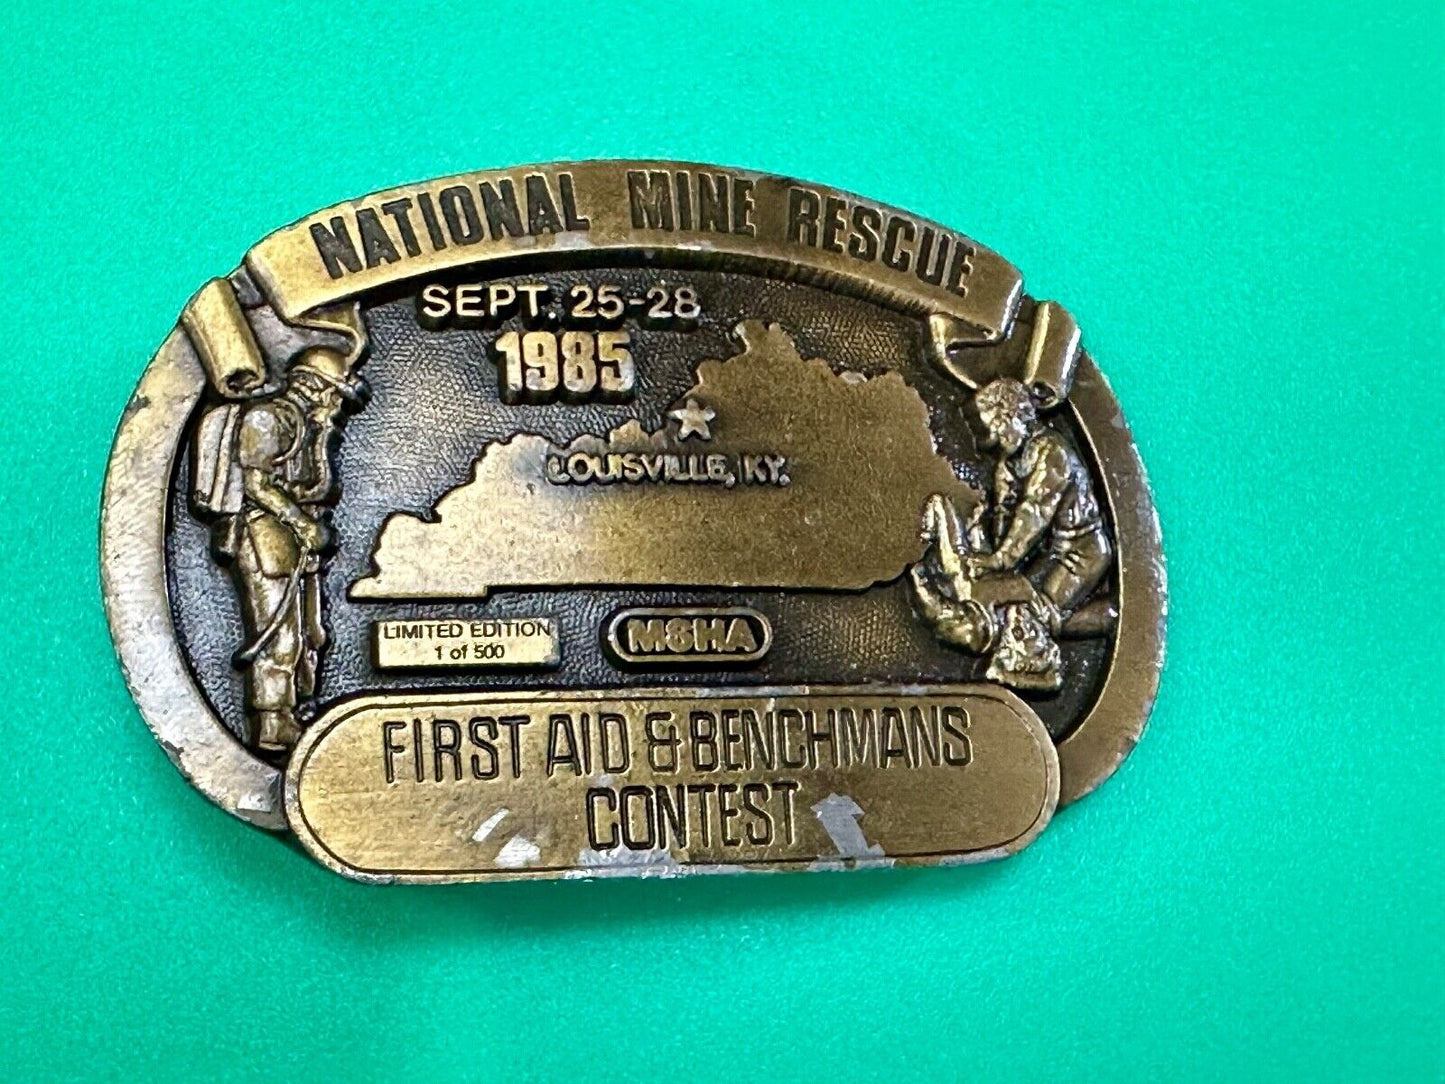 NATIONAL MINE RESCUE
SEPT. 25-28
1985
LOUISVILLE, KY.
LIMITED EDITION
1 of 500
MSHA
FIRST AID & BENCHMANS
CONTEST